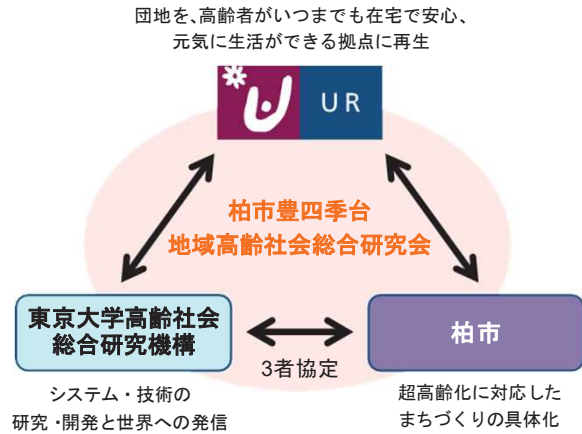 団地を、高齢者がいつまでも在宅で安心、
元気に生活ができる拠点に再生
UR
柏市豊四季台
地域高齢社会総合研究会
東京大学高齢社会
総合研究機構
柏市
3者協定
システム・技術の
研究・開発と世界への発信
超高齢化に対応した
まちづくりの具体化